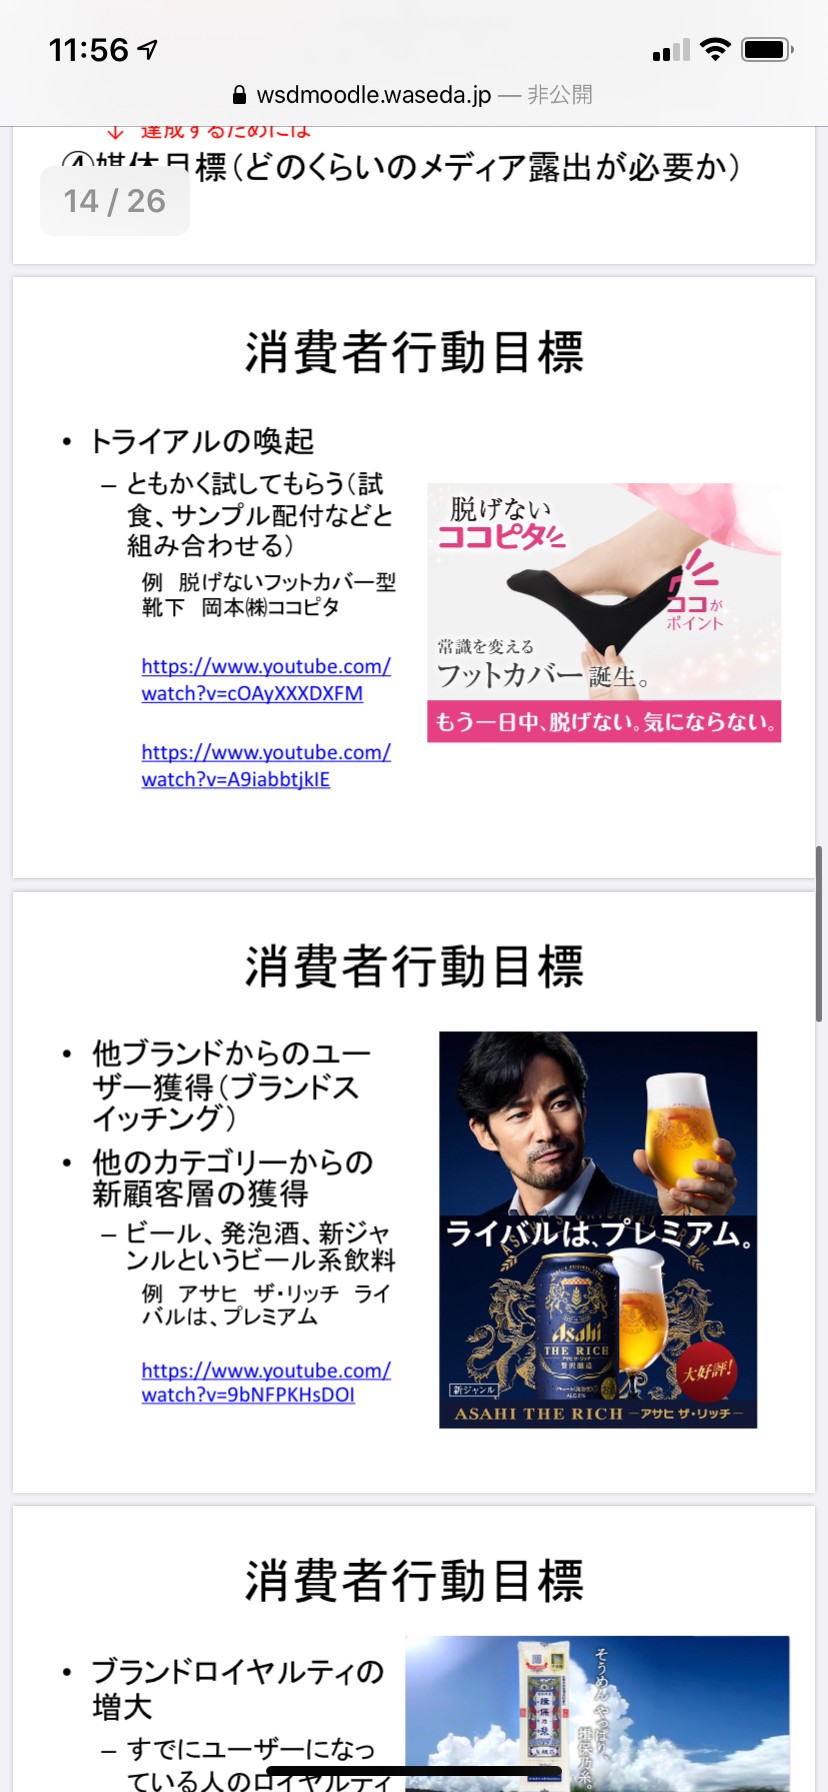 11:56
wsdmoodle.waseda.jp — 非公開
↓ 達成するためには
④媒体目標（どのくらいのメディア露出が必要か）
14 / 26
消費者行動目標
• トライアルの喚起
– ともかく試してもらう（試
食、サンプル配付などと
組み合わせる）
例　脱げないフットカバー型
靴下　岡本㈱ココピタ
https://www.youtube.com/
watch?v=cOAyXXXDXFM
https://www.youtube.com/
watch?v=A9iabbtjkIE
脱げない
ココピタ
ココが
ポイント
常識を変える
フットカバー誕生。
もう一日中、脱げない。気にならない。
消費者行動目標
• 他ブランドからのユー
ザー獲得（ブランドス
イッチング）
• 他のカテゴリーからの
新顧客層の獲得
– ビール、発泡酒、新ジャ
ンルというビール系飲料
例　アサヒ　ザ・リッチ　ライ
バルは、プレミアム
https://www.youtube.com/
watch?v=9bNFPKHsDOI
ライバルは、プレミアム。
Asahi
THE RICH
贅沢醸造
大好評!
新ジャンル
ASAHI THE RICH －アサヒ ザ・リッチ－
消費者行動目標
• ブランドロイヤルティの
増大
– すでにユーザーになっ
ている人のロイヤルティ
そうめん やっぱり、
揖保乃糸。
揖保乃糸